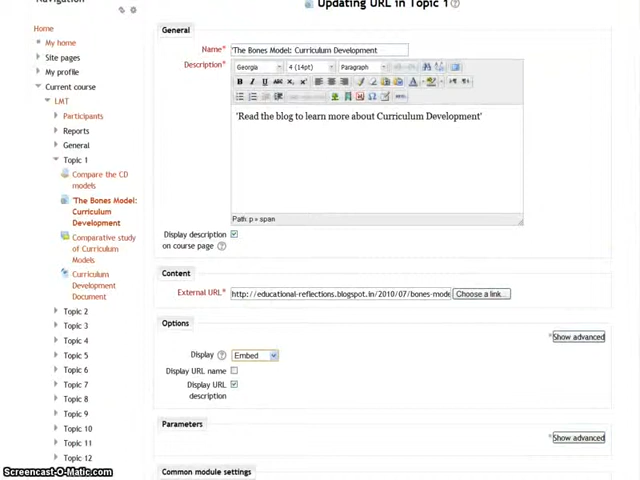 Navigation
Updating URL in Topic 1
Home
My home
Site pages
My profile
Current course
LMT
Participants
Reports
General
Topic 1
Compare the CD
models
'The Bones Model:
Curriculum
Development
Comparative study
of Curriculum
Models
Curriculum
Development
Document
Topic 2
Topic 3
Topic 4
Topic 5
Topic 6
Topic 7
Topic 8
Topic 9
Topic 10
Topic 11
Topic 12
General
Name* 'The Bones Model: Curriculum Development
Description*
Georgia 4 (14pt) Paragraph
'Read the blog to learn more about Curriculum Development'
Path: p » span
Display description
on course page
Content
External URL* http://educational-reflections.blogspot.in/2010/07/bones-mode Choose a link...
Options
* Show advanced
Display Embed
Display URL name
Display URL
description
Parameters
* Show advanced
Common module settings
Screencast-O-Matic.com